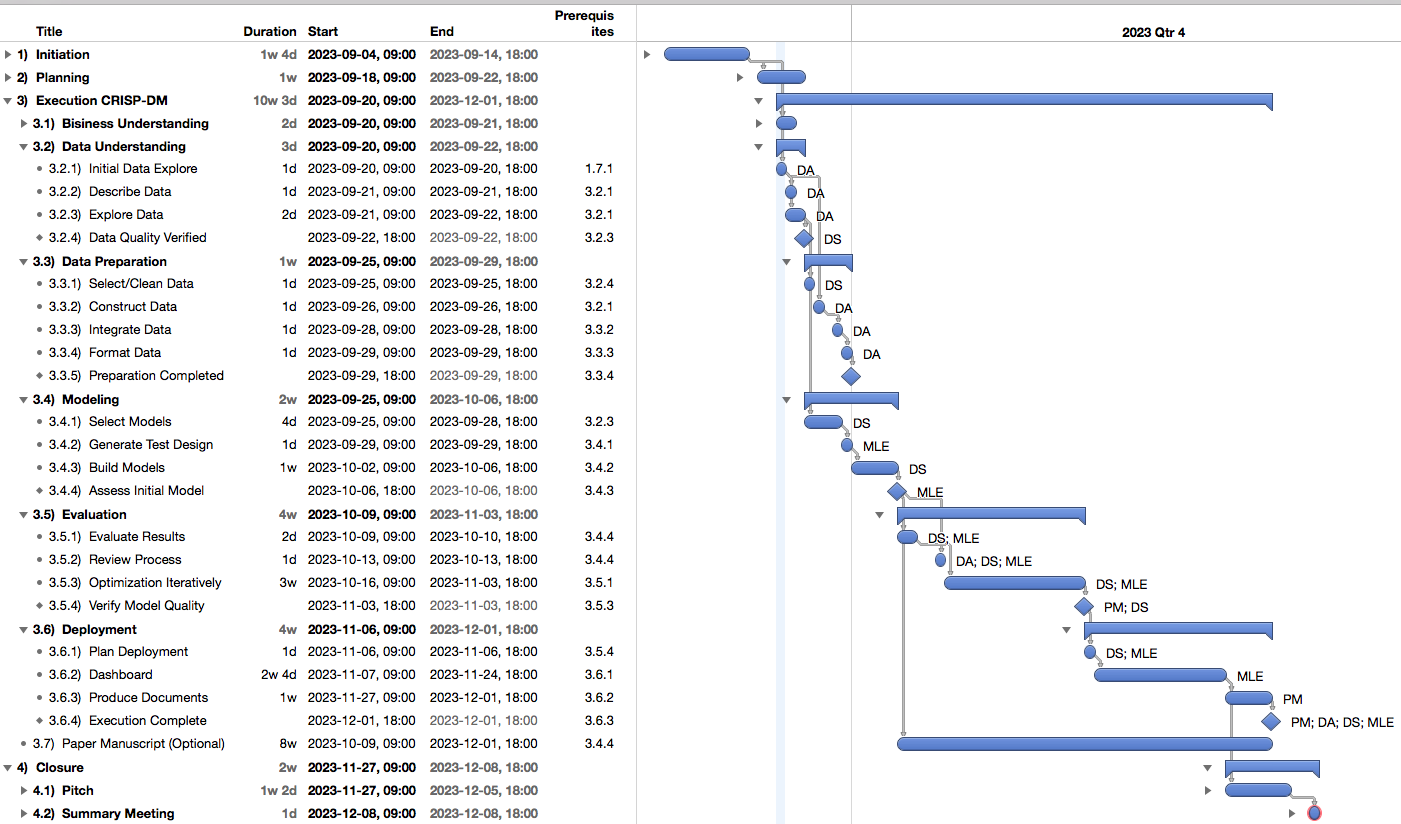 Prerequis
Title Duration Start End ites 2023 Qtr 4
1) Initiation 1w 4d 2023-09-04, 09:00 2023-09-14, 18:00
2) Planning 1w 2023-09-18, 09:00 2023-09-22, 18:00
3) Execution CRISP-DM 10w 3d 2023-09-20, 09:00 2023-12-01, 18:00
3.1) Bisiness Understanding 2d 2023-09-20, 09:00 2023-09-21, 18:00
3.2) Data Understanding 3d 2023-09-20, 09:00 2023-09-22, 18:00
3.2.1) Initial Data Explore 1d 2023-09-20, 09:00 2023-09-20, 18:00 1.7.1 DA
3.2.2) Describe Data 1d 2023-09-21, 09:00 2023-09-21, 18:00 3.2.1 DA
3.2.3) Explore Data 2d 2023-09-21, 09:00 2023-09-22, 18:00 3.2.1 DA
3.2.4) Data Quality Verified 2023-09-22, 18:00 2023-09-22, 18:00 3.2.3 DS
3.3) Data Preparation 1w 2023-09-25, 09:00 2023-09-29, 18:00
3.3.1) Select/Clean Data 1d 2023-09-25, 09:00 2023-09-25, 18:00 3.2.4 DS
3.3.2) Construct Data 1d 2023-09-26, 09:00 2023-09-26, 18:00 3.2.1 DA
3.3.3) Integrate Data 1d 2023-09-28, 09:00 2023-09-28, 18:00 3.3.2 DA
3.3.4) Format Data 1d 2023-09-29, 09:00 2023-09-29, 18:00 3.3.3 DA
3.3.5) Preparation Completed 2023-09-29, 18:00 2023-09-29, 18:00 3.3.4
3.4) Modeling 2w 2023-09-25, 09:00 2023-10-06, 18:00
3.4.1) Select Models 4d 2023-09-25, 09:00 2023-09-28, 18:00 3.2.3 DS
3.4.2) Generate Test Design 1d 2023-09-29, 09:00 2023-09-29, 18:00 3.4.1 MLE
3.4.3) Build Models 1w 2023-10-02, 09:00 2023-10-06, 18:00 3.4.2 DS
3.4.4) Assess Initial Model 2023-10-06, 18:00 2023-10-06, 18:00 3.4.3 MLE
3.5) Evaluation 4w 2023-10-09, 09:00 2023-11-03, 18:00
3.5.1) Evaluate Results 2d 2023-10-09, 09:00 2023-10-10, 18:00 3.4.4 DS; MLE
3.5.2) Review Process 1d 2023-10-13, 09:00 2023-10-13, 18:00 3.4.4 DA; DS; MLE
3.5.3) Optimization Iteratively 3w 2023-10-16, 09:00 2023-11-03, 18:00 3.5.1 DS; MLE
3.5.4) Verify Model Quality 2023-11-03, 18:00 2023-11-03, 18:00 3.5.3 PM; DS
3.6) Deployment 4w 2023-11-06, 09:00 2023-12-01, 18:00
3.6.1) Plan Deployment 1d 2023-11-06, 09:00 2023-11-06, 18:00 3.5.4 DS; MLE
3.6.2) Dashboard 2w 4d 2023-11-07, 09:00 2023-11-24, 18:00 3.6.1 MLE
3.6.3) Produce Documents 1w 2023-11-27, 09:00 2023-12-01, 18:00 3.6.2 PM
3.6.4) Execution Complete 2023-12-01, 18:00 2023-12-01, 18:00 3.6.3 PM; DA; DS; MLE
3.7) Paper Manuscript (Optional) 8w 2023-10-09, 09:00 2023-12-01, 18:00 3.4.4
4) Closure 2w 2023-11-27, 09:00 2023-12-08, 18:00
4.1) Pitch 1w 2d 2023-11-27, 09:00 2023-12-05, 18:00
4.2) Summary Meeting 1d 2023-12-08, 09:00 2023-12-08, 18:00